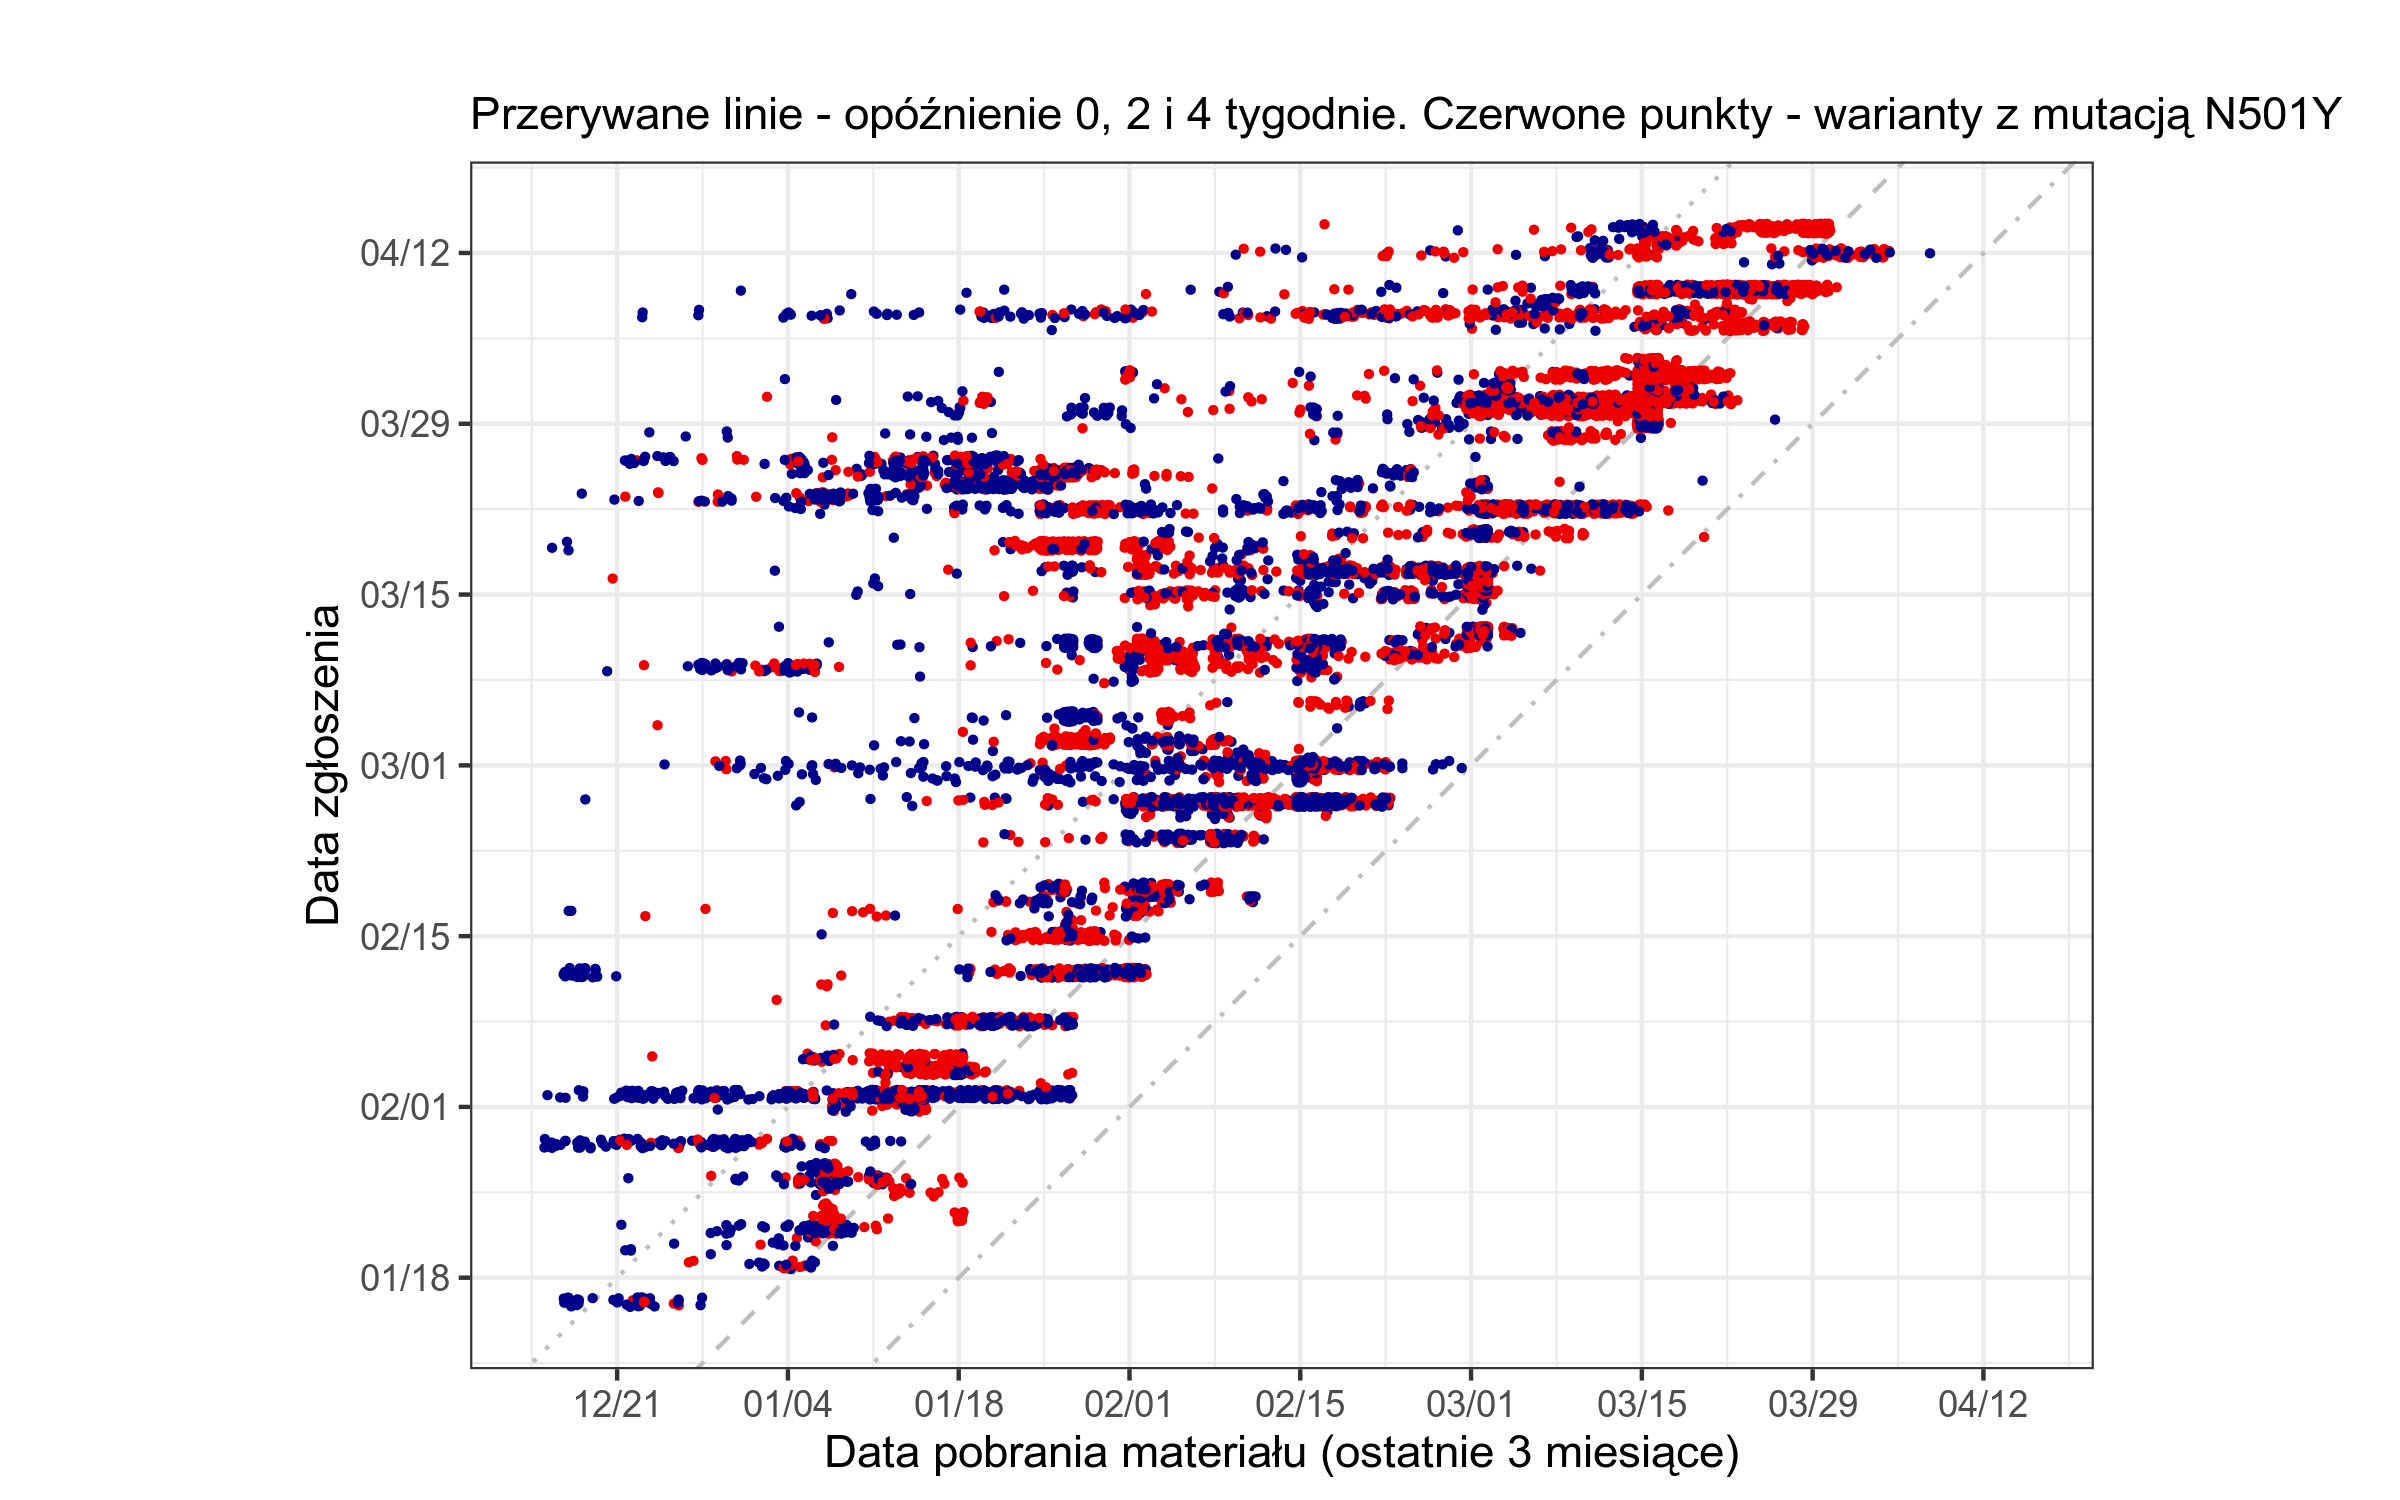 Przerywane linie - opóźnienie 0, 2 i 4 tygodnie. Czerwone punkty - warianty z mutacją N501Y
04/12
03/29
03/15
03/01
02/15
02/01
01/18
Data zgłoszenia
12/21 01/04 01/18 02/01 02/15 03/01 03/15 03/29 04/12
Data pobrania materiału (ostatnie 3 miesiące)